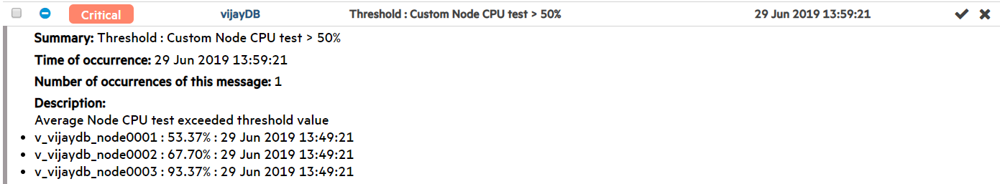 Critical vijayDB Threshold : Custom Node CPU test > 50% 29 Jun 2019 13:59:21
Summary: Threshold : Custom Node CPU test > 50%
Time of occurrence: 29 Jun 2019 13:59:21
Number of occurrences of this message: 1
Description:
Average Node CPU test exceeded threshold value
• v_vijaydb_node0001 : 53.37% : 29 Jun 2019 13:49:21
• v_vijaydb_node0002 : 67.70% : 29 Jun 2019 13:49:21
• v_vijaydb_node0003 : 93.37% : 29 Jun 2019 13:49:21